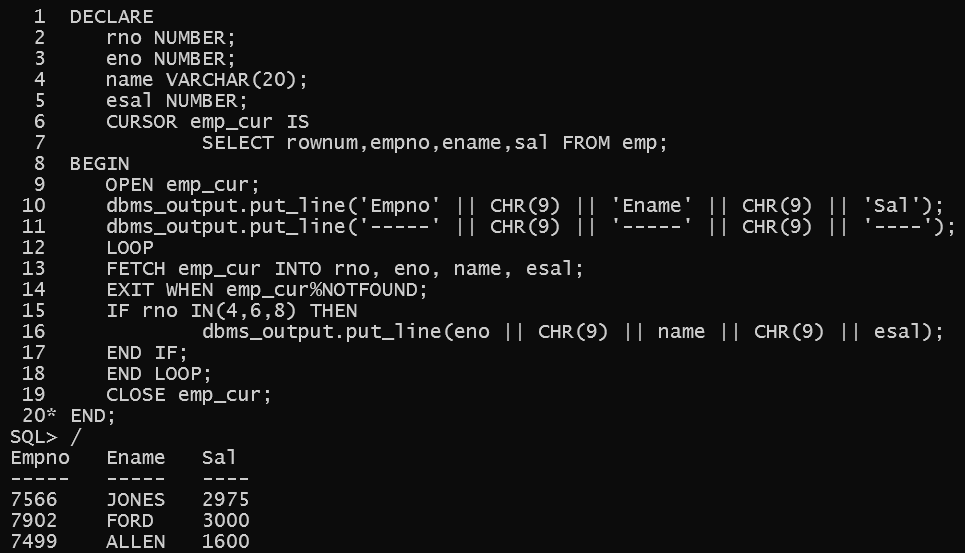 1  DECLARE
  2     rno NUMBER;
  3     eno NUMBER;
  4     name VARCHAR(20);
  5     esal NUMBER;
  6     CURSOR emp_cur IS
  7             SELECT rownum,empno,ename,sal FROM emp;
  8  BEGIN
  9     OPEN emp_cur;
 10     dbms_output.put_line('Empno' || CHR(9) || 'Ename' || CHR(9) || 'Sal');
 11     dbms_output.put_line('-----' || CHR(9) || '-----' || CHR(9) || '----');
 12     LOOP
 13     FETCH emp_cur INTO rno, eno, name, esal;
 14     EXIT WHEN emp_cur%NOTFOUND;
 15     IF rno IN(4,6,8) THEN
 16             dbms_output.put_line(eno || CHR(9) || name || CHR(9) || esal);
 17     END IF;
 18     END LOOP;
 19     CLOSE emp_cur;
 20* END;
SQL> /
Empno   Ename   Sal
-----   -----   ----
7566    JONES   2975
7902    FORD    3000
7499    ALLEN   1600